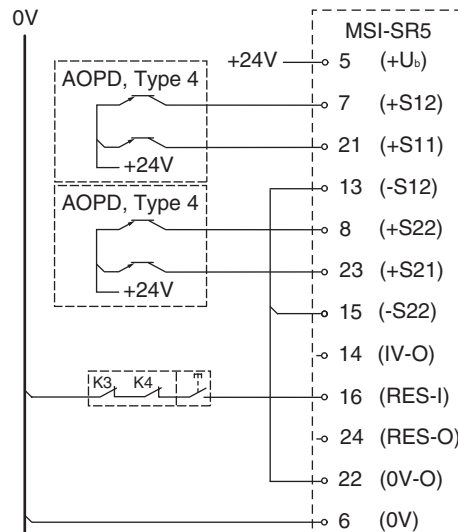 0V
MSI-SR5
+24V 5 (+Ub)
AOPD, Type 4
7 (+S12)
21 (+S11)
+24V
13 (-S12)
AOPD, Type 4
8 (+S22)
23 (+S21)
+24V
15 (-S22)
14 (IV-O)
K3 K4
16 (RES-I)
24 (RES-O)
22 (0V-O)
6 (0V)